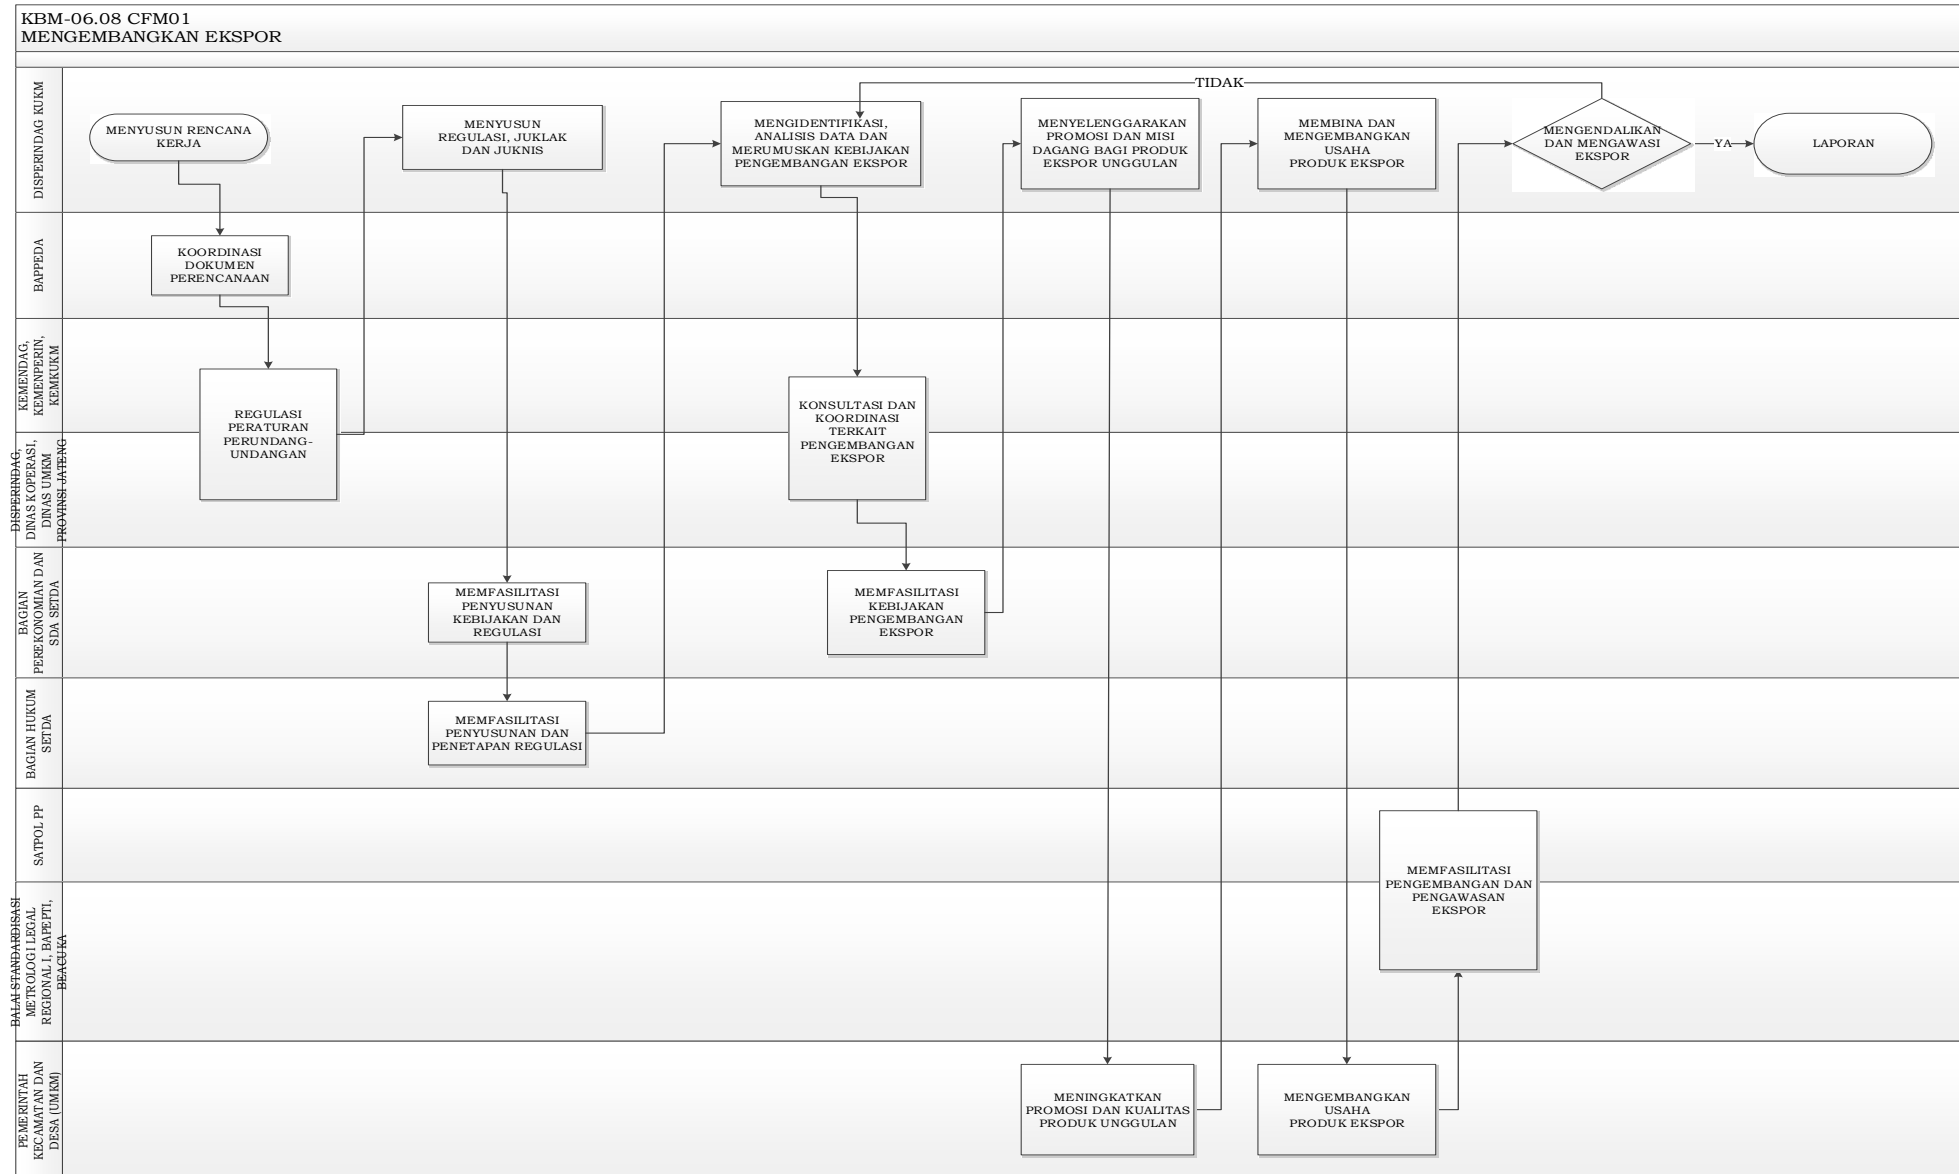 KBM-06.08 CFM01
MENGEMBANGKAN EKSPOR
DISPERINDAG KUKM
MENYUSUN RENCANA
KERJA
MENYUSUN
REGULASI, JUKLAK
DAN JUKNIS
MENGIDENTIFIKASI,
ANALISIS DATA DAN
MERUMUSKAN KEBIJAKAN
PENGEMBANGAN EKSPOR
MENYELENGGARAKAN
PROMOSI DAN MISI
DAGANG BAGI PRODUK
EKSPOR UNGGULAN
TIDAK
MEMBINA DAN
MENGEMBANGKAN
USAHA
PRODUK EKSPOR
MENGENDALIKAN
DAN MENGAWASI
EKSPOR
YA
LAPORAN
BAPPEDA
KOORDINASI
DOKUMEN
PERENCANAAN
KEMENDAG,
KEMENPERIN,
KEMKUKM
REGULASI
PERATURAN
PERUNDANG-
UNDANGAN
KONSULTASI DAN
KOORDINASI
TERKAIT
PENGEMBANGAN
EKSPOR
DISPERINDAG,
DINAS KOPERASI,
DINAS UMKM
PROVINSI JATENG
BAGIAN
PEREKONOMIAN DAN
SDA SETDA
MEMFASILITASI
PENYUSUNAN
KEBIJAKAN DAN
REGULASI
MEMFASILITASI
KEBIJAKAN
PENGEMBANGAN
EKSPOR
BAGIAN HUKUM
SETDA
MEMFASILITASI
PENYUSUNAN DAN
PENETAPAN REGULASI
SATPOL PP
MEMFASILITASI
PENGEMBANGAN DAN
PENGAWASAN
EKSPOR
BALAI STANDARDISASI
METROLOGI LEGAL
REGIONAL I, BAPEPTI,
BEACUKA
PEMERINTAH
KECAMATAN DAN
DESA (UMKM)
MENINGKATKAN
PROMOSI DAN KUALITAS
PRODUK UNGGULAN
MENGEMBANGKAN
USAHA
PRODUK EKSPOR